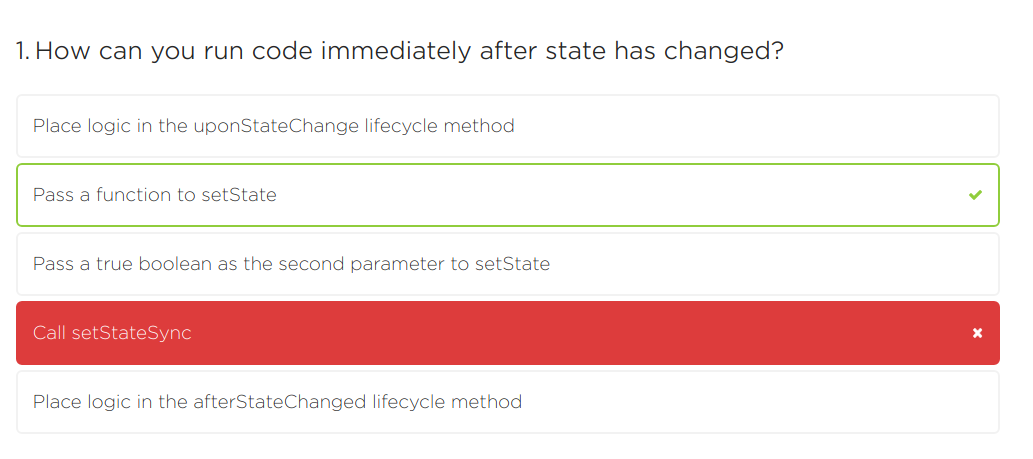 1. How can you run code immediately after state has changed?
Place logic in the uponStateChange lifecycle method
Pass a function to setState
Pass a true boolean as the second parameter to setState
Call setStateSync
Place logic in the afterStateChanged lifecycle method